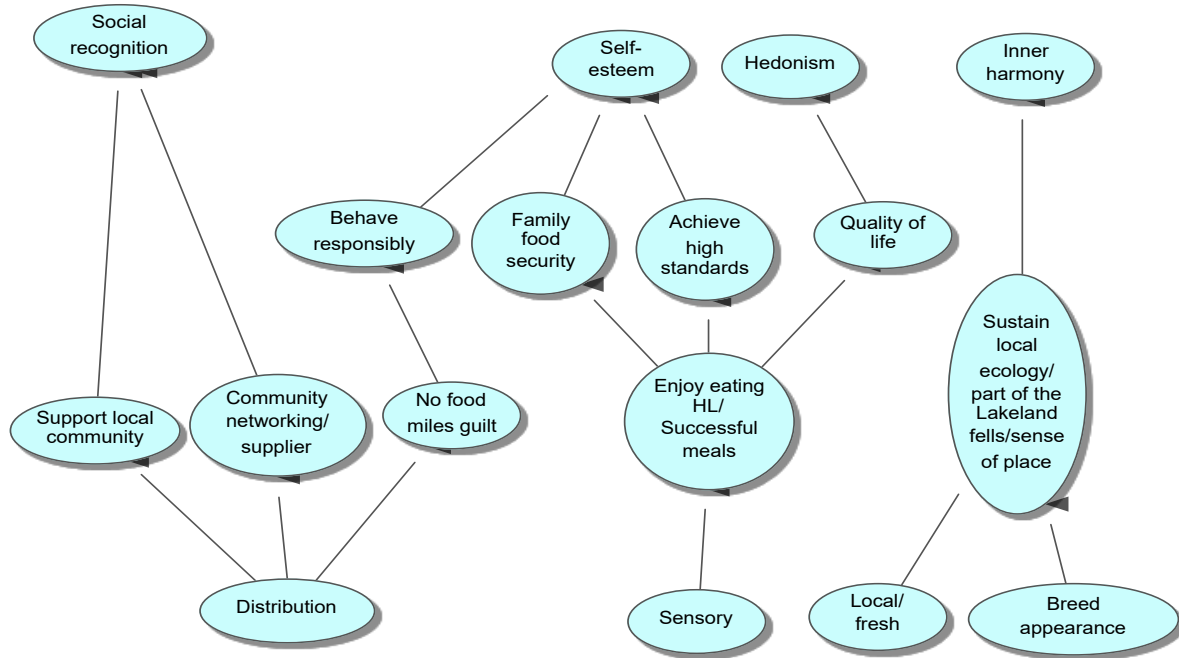 Social
recognition
Self-
esteem
Hedonism
Inner
harmony
Behave
responsibly
Family
food
security
Achieve
high
standards
Quality of
life
Support local
community
Community
networking/
supplier
No food
miles guilt
Enjoy eating
HL/
Successful
meals
Sustain
local
ecology/
part of the
Lakeland
fells/sense
of place
Distribution
Sensory
Local/
fresh
Breed
appearance